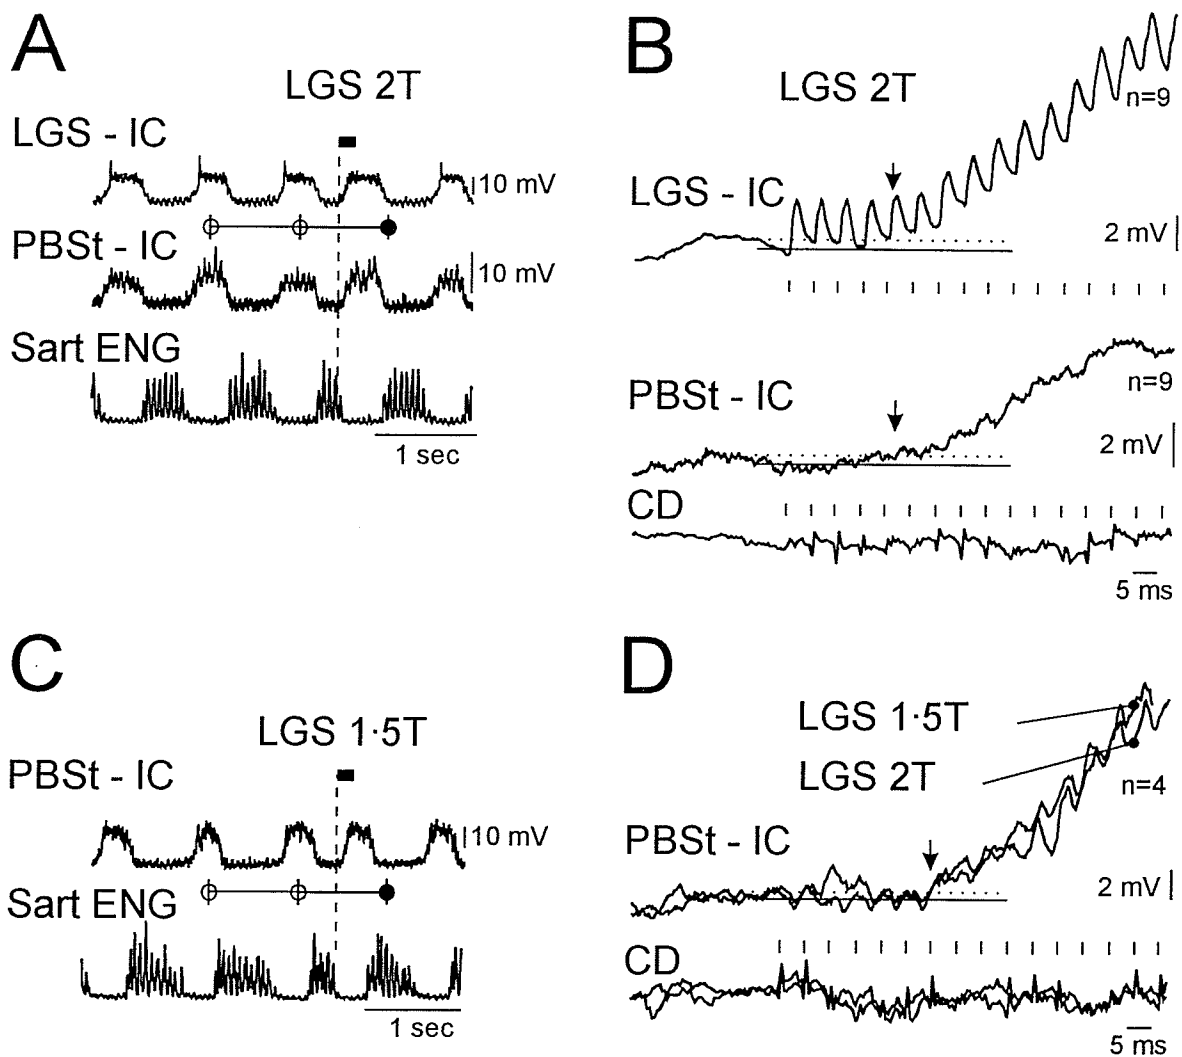 A
LGS 2T
LGS - IC
10 mV
PBSt - IC
10 mV
Sart ENG
1 sec
B
LGS 2T
n=9
LGS - IC
2 mV
PBSt - IC
n=9
2 mV
CD
5 ms
C
LGS 1·5T
PBSt - IC
10 mV
Sart ENG
1 sec
D
LGS 1·5T
LGS 2T
n=4
PBSt - IC
2 mV
CD
5 ms